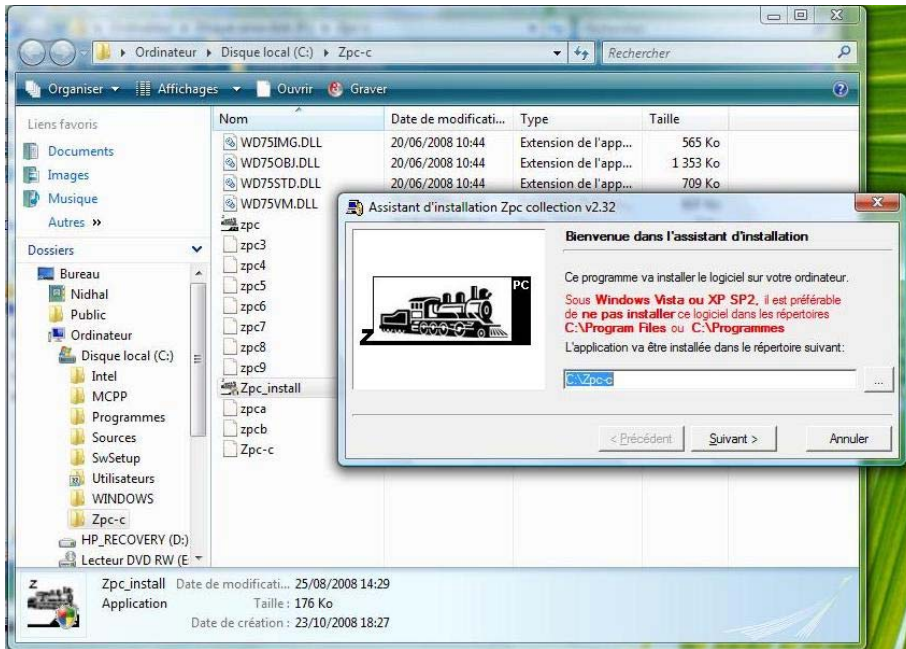 Ordinateur ▸ Disque local (C:) ▸ Zpc-c
Rechercher
Organiser
Affichages
Ouvrir
Graver
Liens favoris
Documents
Images
Musique
Autres »
Dossiers
Bureau
Nidhal
Public
Ordinateur
Disque local (C:)
Intel
MCPP
Programmes
Sources
SwSetup
Utilisateurs
WINDOWS
Zpc-c
HP_RECOVERY (D:)
Lecteur DVD RW (E
Nom Date de modificati... Type Taille
WD75IMG.DLL 20/06/2008 10:44 Extension de l'app... 565 Ko
WD75OBJ.DLL 20/06/2008 10:44 Extension de l'app... 1 353 Ko
WD75STD.DLL 20/06/2008 10:44 Extension de l'app... 709 Ko
WD75VM.DLL
zpc
zpc3
zpc4
zpc5
zpc6
zpc7
zpc8
zpc9
Zpc_install
zpca
zpcb
Zpc-c
Assistant d'installation Zpc collection v2.32
Z
PC
Bienvenue dans l'assistant d'installation
Ce programme va installer le logiciel sur votre ordinateur.
Sous Windows Vista ou XP SP2, il est préférable
de ne pas installer ce logiciel dans les répertoires
C:\Program Files ou C:\Programmes
L'application va être installée dans le répertoire suivant:
C:\Zpc-c
...
< Précédent
Suivant >
Annuler
Z
Zpc_install Date de modificati... 25/08/2008 14:29
Application Taille : 176 Ko
Date de création : 23/10/2008 18:27